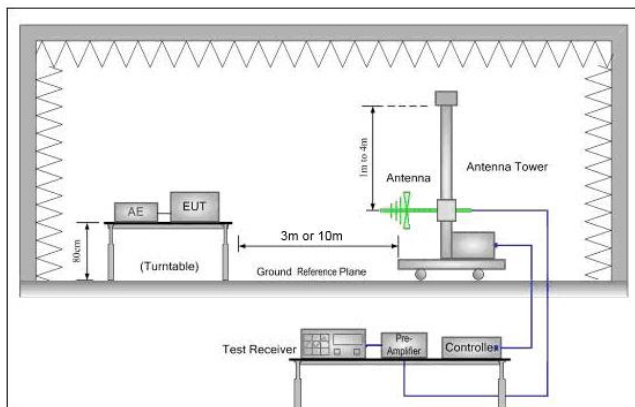 1m to 4m
Antenna
Antenna Tower
AE
EUT
80cm
(Turntable)
3m or 10m
Ground Reference Plane
Test Receiver
Pre-
Amplifier
Controller